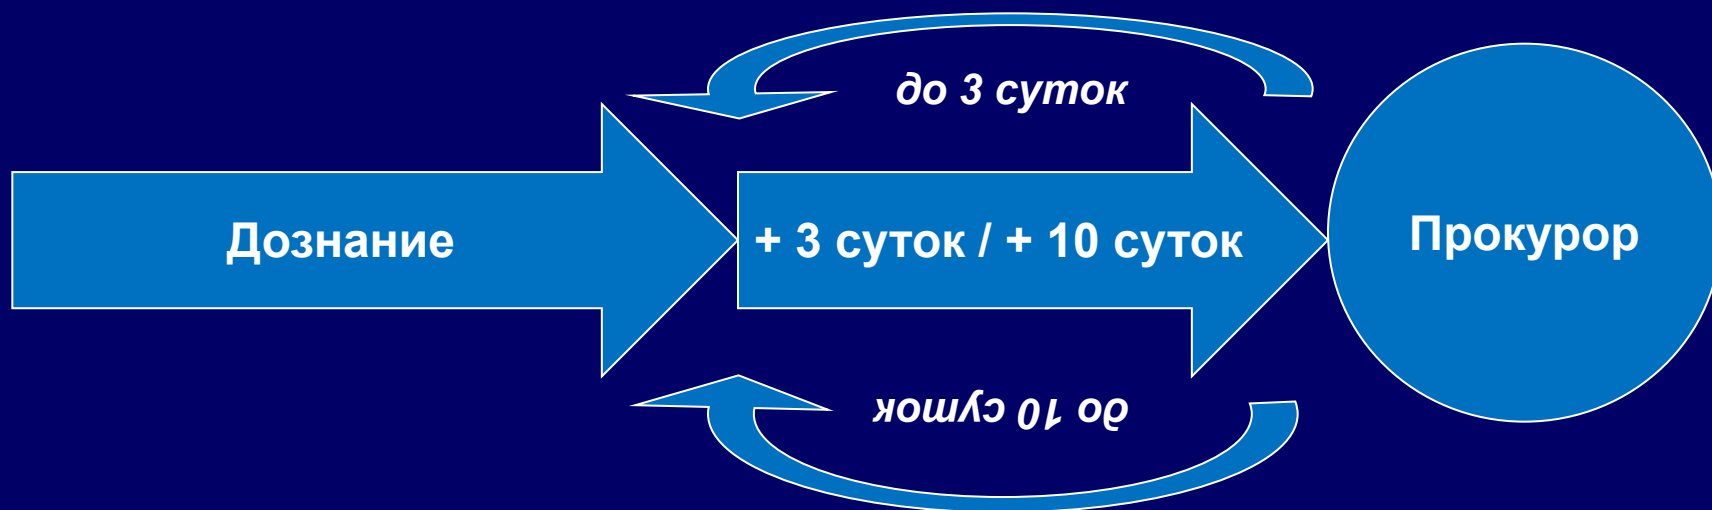 до 3 суток
Дознание
+ 3 суток / + 10 суток
Прокурор
до 10 суток